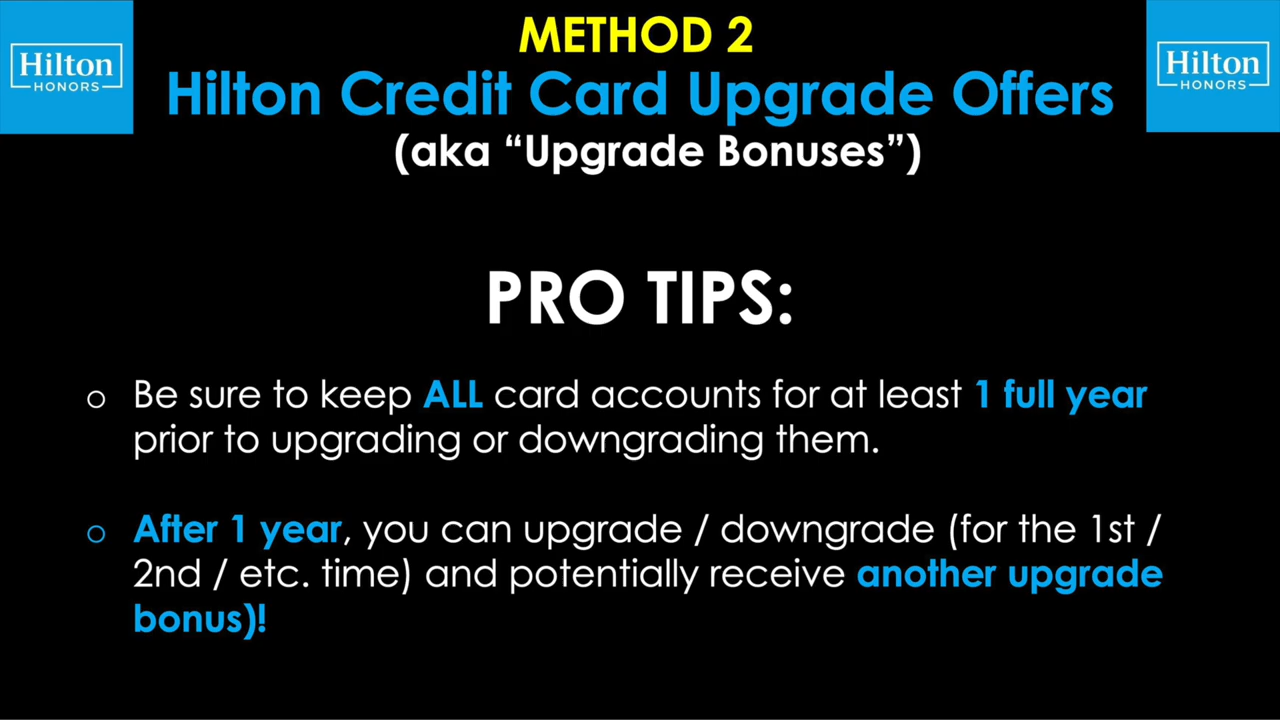 METHOD 2
Hilton
HONORS
Hilton Credit Card Upgrade Offers
Hilton
HONORS
(aka “Upgrade Bonuses”)
PRO TIPS:
o Be sure to keep ALL card accounts for at least 1 full year
prior to upgrading or downgrading them.
o After 1 year, you can upgrade / downgrade (for the 1st /
2nd / etc. time) and potentially receive another upgrade
bonus)!